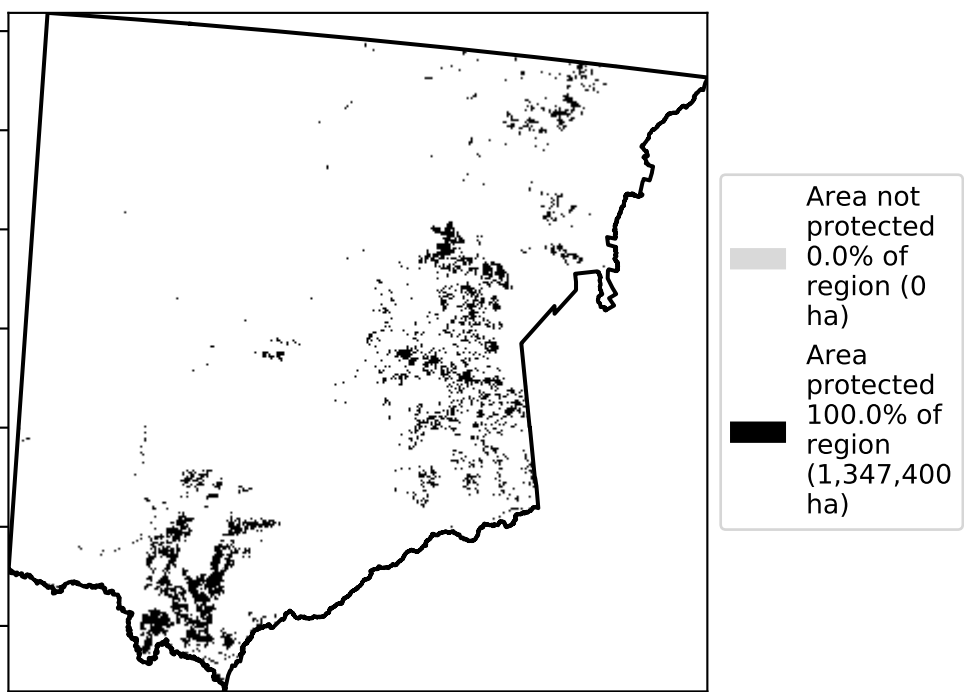 Area not
protected
0.0% of
region (0
ha)
Area
protected
100.0% of
region
(1,347,400
ha)